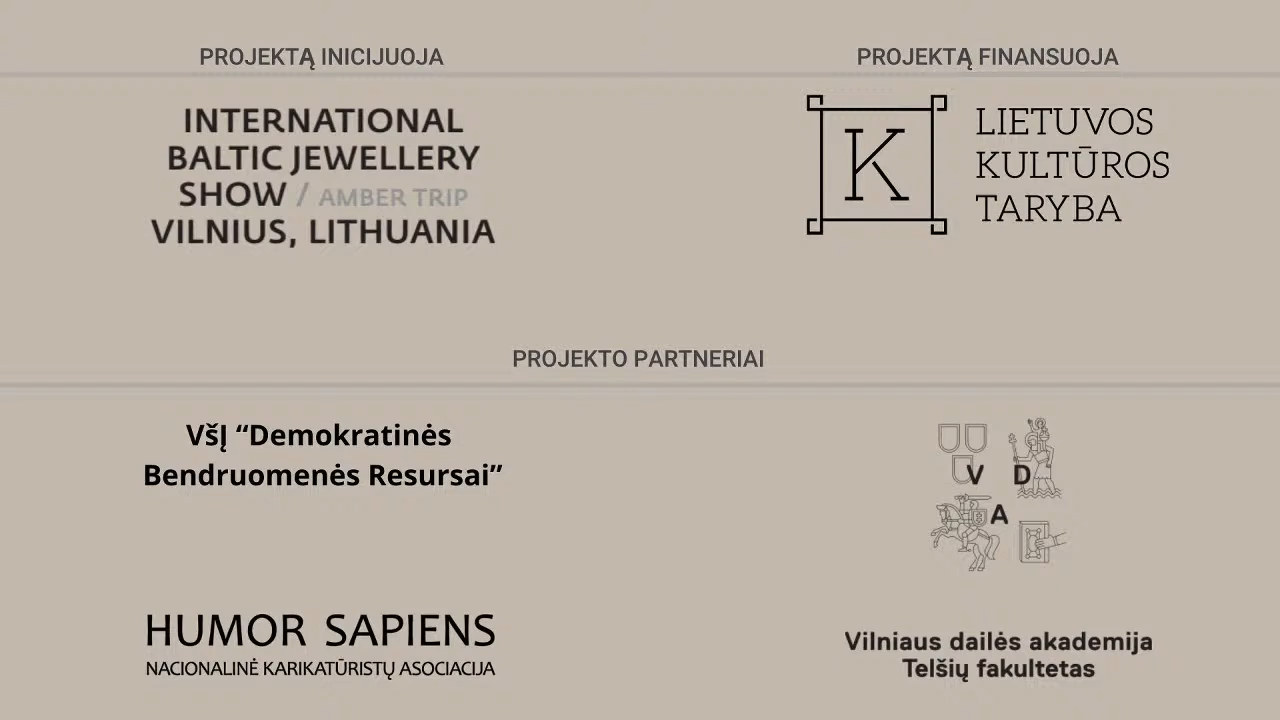 PROJEKTĄ INICIJUOJA
INTERNATIONAL
BALTIC JEWELLERY
SHOW / AMBER TRIP
VILNIUS, LITHUANIA
PROJEKTĄ FINANSUOJA
K
LIETUVOS
KULTŪROS
TARYBA
PROJEKTO PARTNERIAI
VšĮ “Demokratinės
Bendruomenės Resursai”
V D
A
HUMOR SAPIENS
NACIONALINĖ KARIKATŪRISTŲ ASOCIACIJA
Vilniaus dailės akademija
Telšių fakultetas